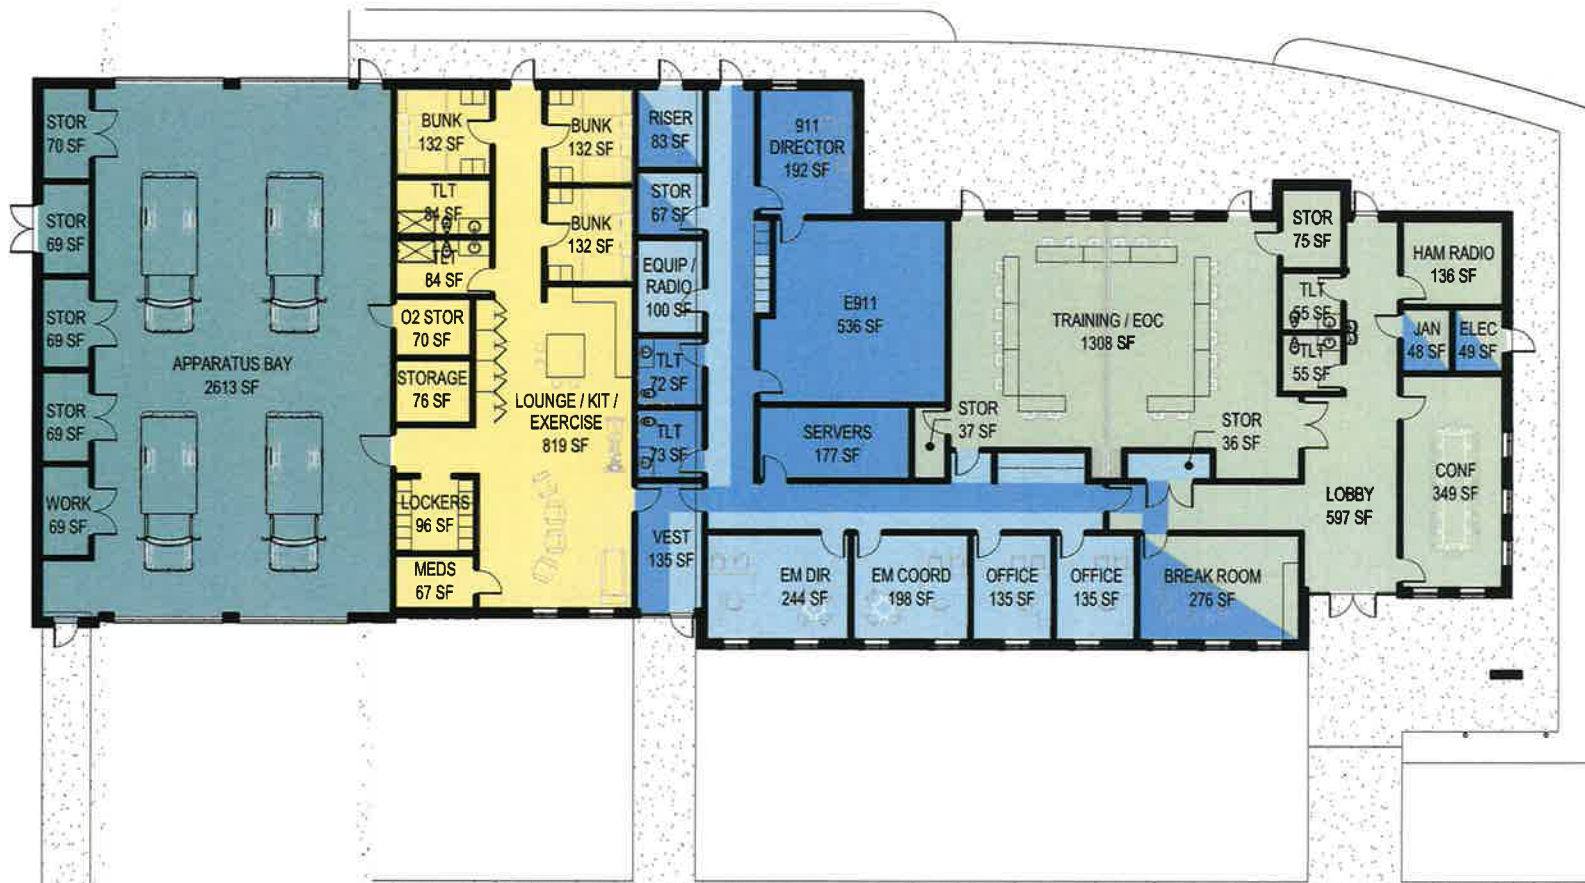 STOR
70 SF
STOR
69 SF
STOR
69 SF
STOR
69 SF
WORK
69 SF
APPARATUS BAY
2613 SF
BUNK
132 SF
TLT
84 SF
TLT
84 SF
O2 STOR
70 SF
STORAGE
76 SF
LOCKERS
96 SF
MEDS
67 SF
BUNK
132 SF
BUNK
132 SF
LOUNGE / KIT /
EXERCISE
819 SF
RISER
83 SF
STOR
67 SF
EQUIP /
RADIO
100 SF
TLT
72 SF
TLT
73 SF
VEST
135 SF
911
DIRECTOR
192 SF
E911
536 SF
SERVERS
177 SF
STOR
37 SF
TRAINING / EOC
1308 SF
STOR
36 SF
EM DIR
244 SF
EM COORD
198 SF
OFFICE
135 SF
OFFICE
135 SF
BREAK ROOM
276 SF
STOR
75 SF
TLT
55 SF
TLT
55 SF
HAM RADIO
136 SF
JAN
48 SF
ELEC
49 SF
LOBBY
597 SF
CONF
349 SF